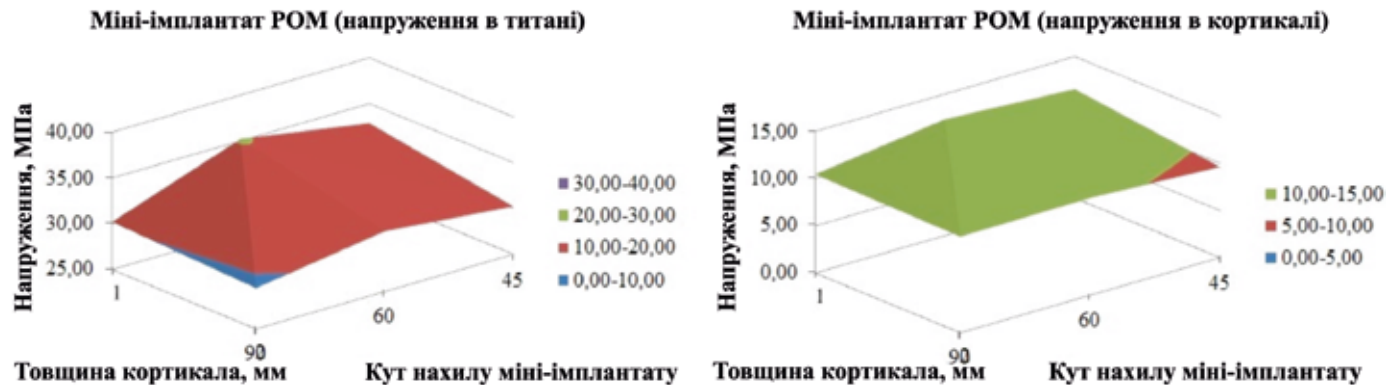 Міні-імплантат РОМ (напруження в титані)
Напруження, МПа
40,00
35,00
30,00
25,00
1
90
60
45
30,00-40,00
20,00-30,00
10,00-20,00
0,00-10,00
Товщина кортикала, мм
Кут нахилу міні-імплантату
Міні-імплантат РОМ (напруження в кортикалі)
Напруження, МПа
15,00
10,00
5,00
0,00
1
90
60
45
10,00-15,00
5,00-10,00
0,00-5,00
Товщина кортикала, мм
Кут нахилу міні-імплантату